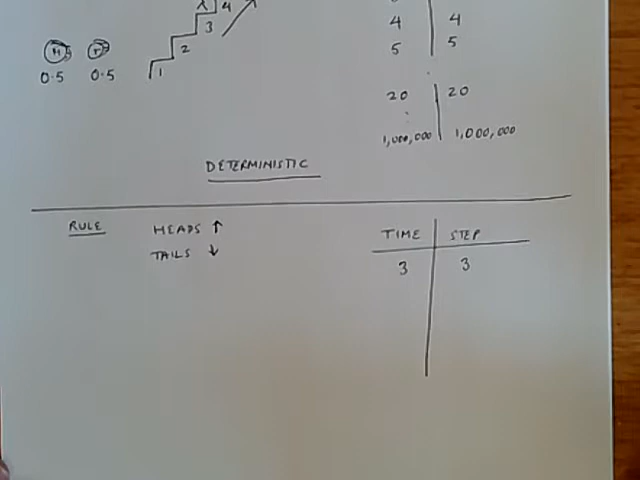 4
3
2
1
H T
0.5 0.5
4 4
5 5
20 20
1,000,000 1,000,000
DETERMINISTIC
RULE HEADS ↑
TAILS ↓
TIME STEP
3 3